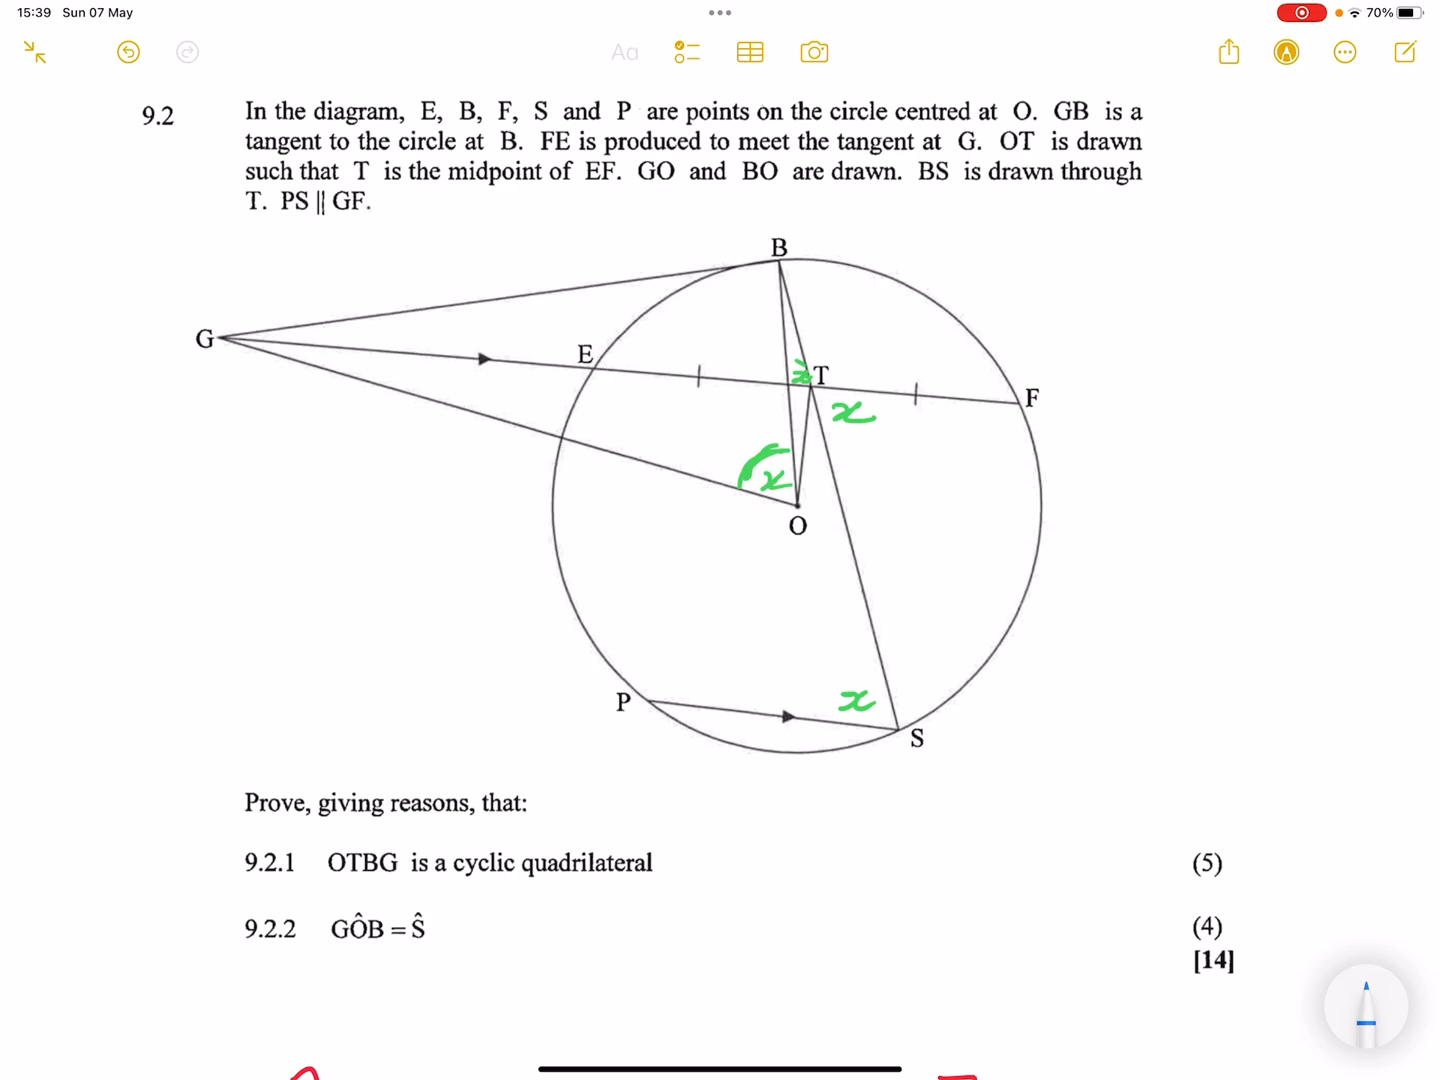 15:39 Sun 07 May
70%
Aa
9.2 In the diagram, E, B, F, S and P are points on the circle centred at O. GB is a
tangent to the circle at B. FE is produced to meet the tangent at G. OT is drawn
such that T is the midpoint of EF. GO and BO are drawn. BS is drawn through
T. PS || GF.
B
G
E
T
F
x
x
O
P
x
S
Prove, giving reasons, that:
9.2.1 OTBG is a cyclic quadrilateral (5)
9.2.2 GÔB = Ŝ (4)
[14]